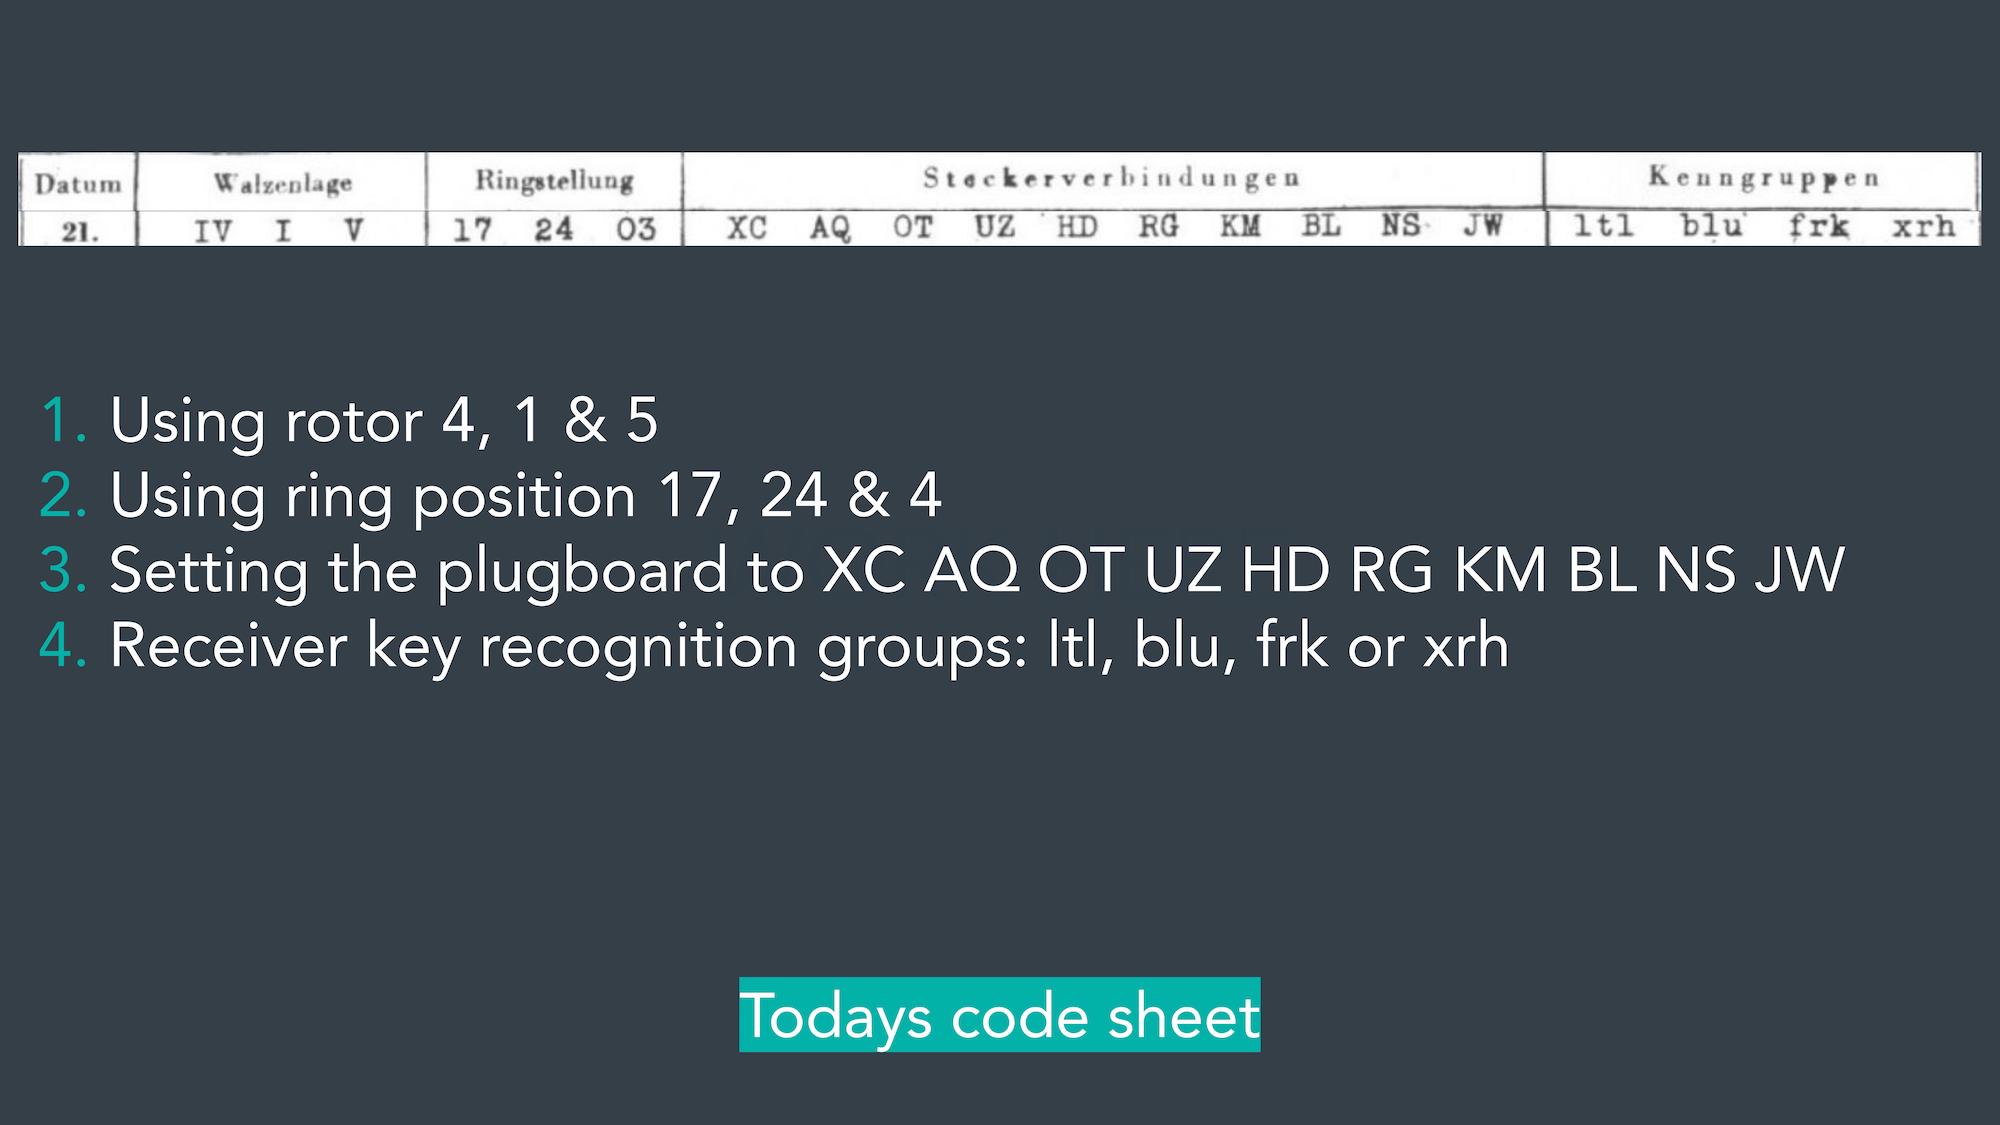 Datum Walzenlage Ringstellung Steckerverbindungen Kenngruppen
21. IV I V 17 24 03 XC AQ OT UZ HD RG KM BL NS JW ltl blu frk xrh
1. Using rotor 4, 1 & 5
2. Using ring position 17, 24 & 4
3. Setting the plugboard to XC AQ OT UZ HD RG KM BL NS JW
4. Receiver key recognition groups: ltl, blu, frk or xrh
Todays code sheet